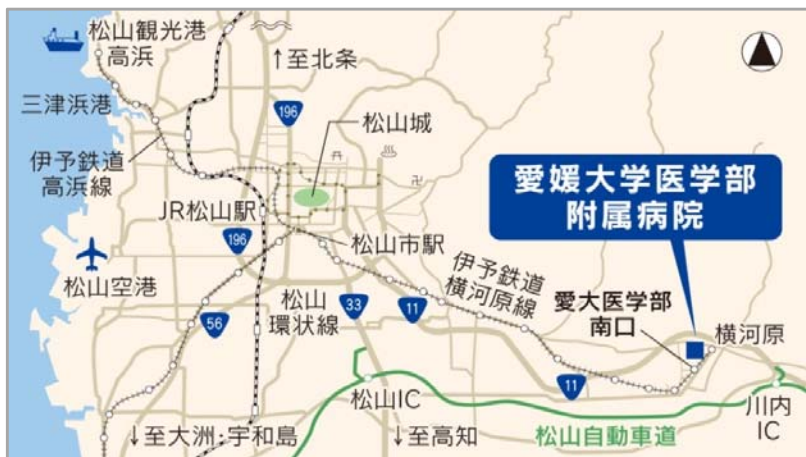 松山観光港
高浜
↑至北条
196
三津浜港
松山城
伊予鉄道
高浜線
愛媛大学医学部
附属病院
JR松山駅
196
松山市駅
伊予鉄道
横河原線
松山空港
愛大医学部
南口
松山
環状線
33
11
56
横河原
11
松山IC
川内
IC
↓至大洲・宇和島
↓至高知
松山自動車道